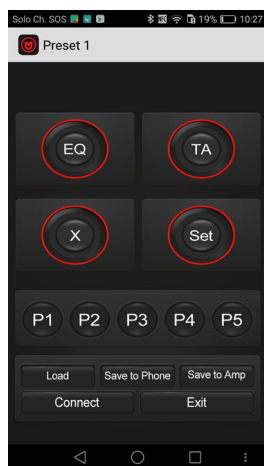 Solo Ch. SOS 19% 10:27
Preset 1
EQ TA
X Set
P1 P2 P3 P4 P5
Load Save to Phone Save to Amp
Connect Exit